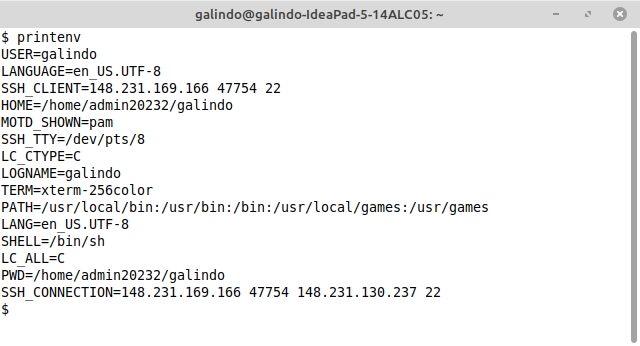 galindo@galindo-IdeaPad-5-14ALC05: ~
$ printenv
USER=galindo
LANGUAGE=en_US.UTF-8
SSH_CLIENT=148.231.169.166 47754 22
HOME=/home/admin20232/galindo
MOTD_SHOWN=pam
SSH_TTY=/dev/pts/8
LC_CTYPE=C
LOGNAME=galindo
TERM=xterm-256color
PATH=/usr/local/bin:/usr/bin:/bin:/usr/local/games:/usr/games
LANG=en_US.UTF-8
SHELL=/bin/sh
LC_ALL=C
PWD=/home/admin20232/galindo
SSH_CONNECTION=148.231.169.166 47754 148.231.130.237 22
$